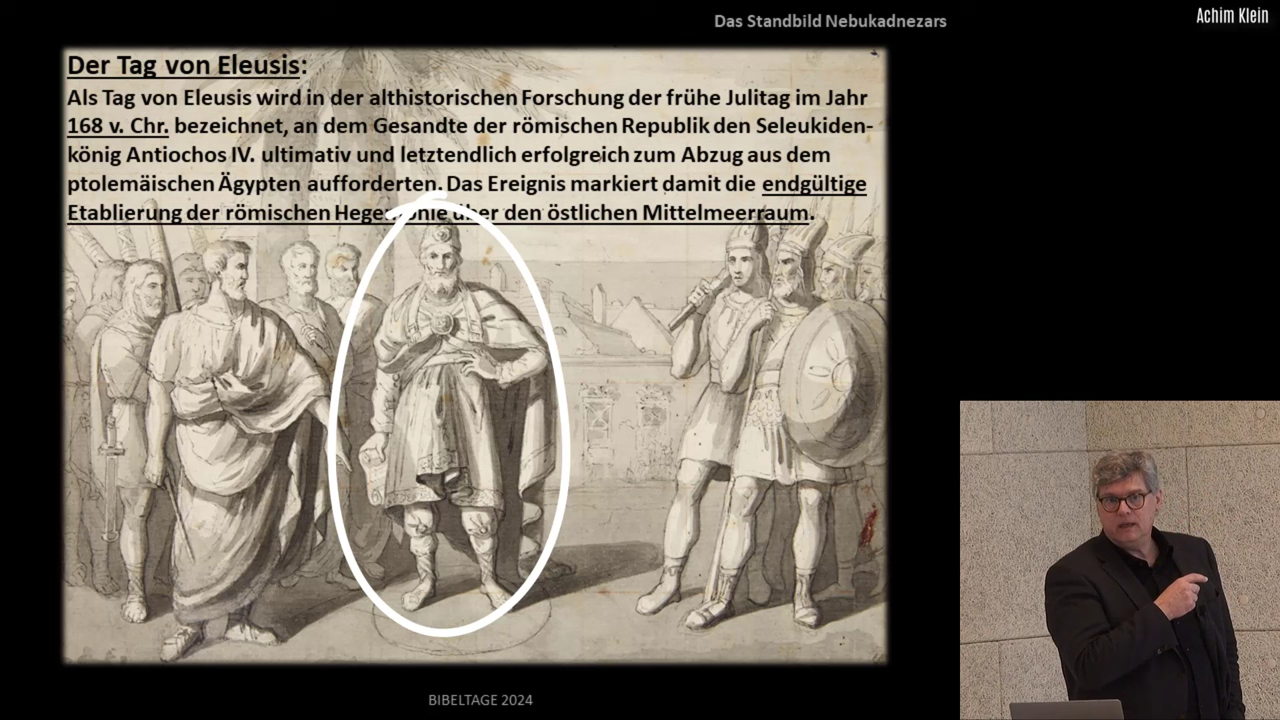 Das Standbild Nebukadnezars
Achim Klein
Der Tag von Eleusis:
Als Tag von Eleusis wird in der althistorischen Forschung der frühe Julitag im Jahr
168 v. Chr. bezeichnet, an dem Gesandte der römischen Republik den Seleukiden-
könig Antiochos IV. ultimativ und letztendlich erfolgreich zum Abzug aus dem
ptolemäischen Ägypten aufforderten. Das Ereignis markiert damit die endgültige
Etablierung der römischen Hegemonie über den östlichen Mittelmeerraum.
BIBELTAGE 2024